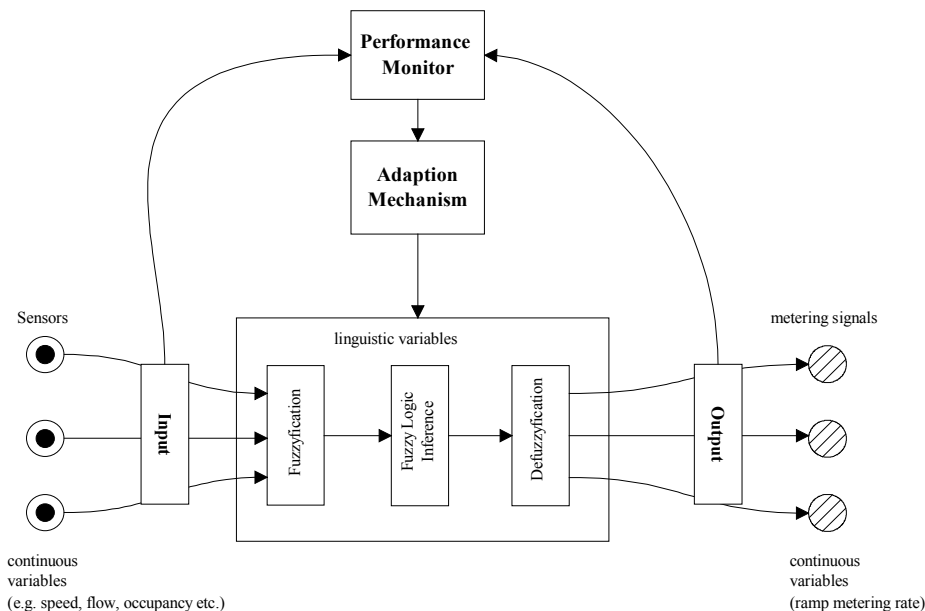 Performance
Monitor
Adaption
Mechanism
Sensors
metering signals
linguistic variables
Input
Fuzzyfication
Fuzzy Logic
Inference
Defuzzyfication
Output
continuous
variables
(e.g. speed, flow, occupancy etc.)
continuous
variables
(ramp metering rate)